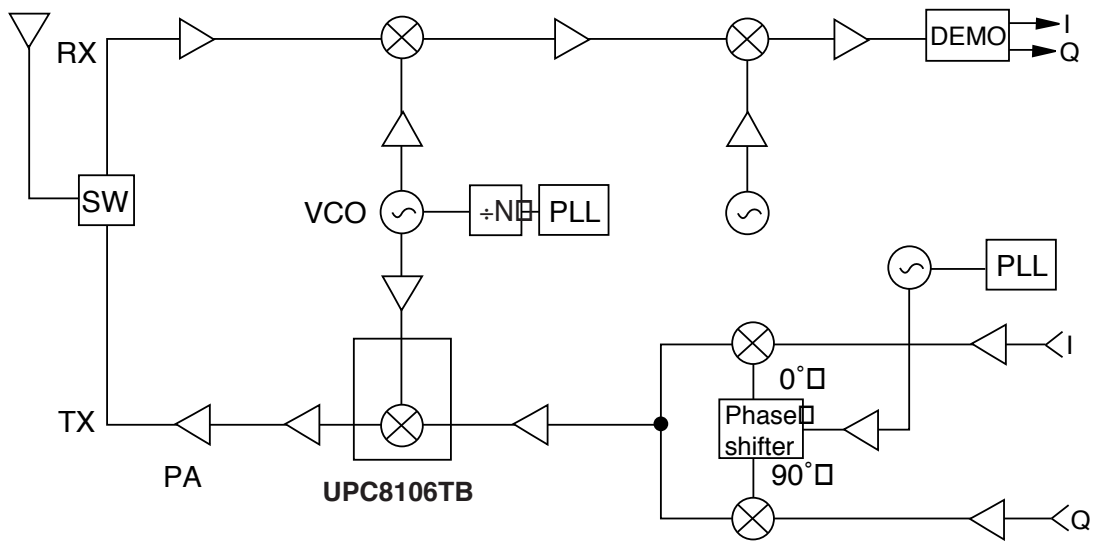 RX
DEMO
I
Q
SW
VCO
÷N
PLL
PLL
I
0°
Phase
shifter
90°
TX
PA
UPC8106TB
Q